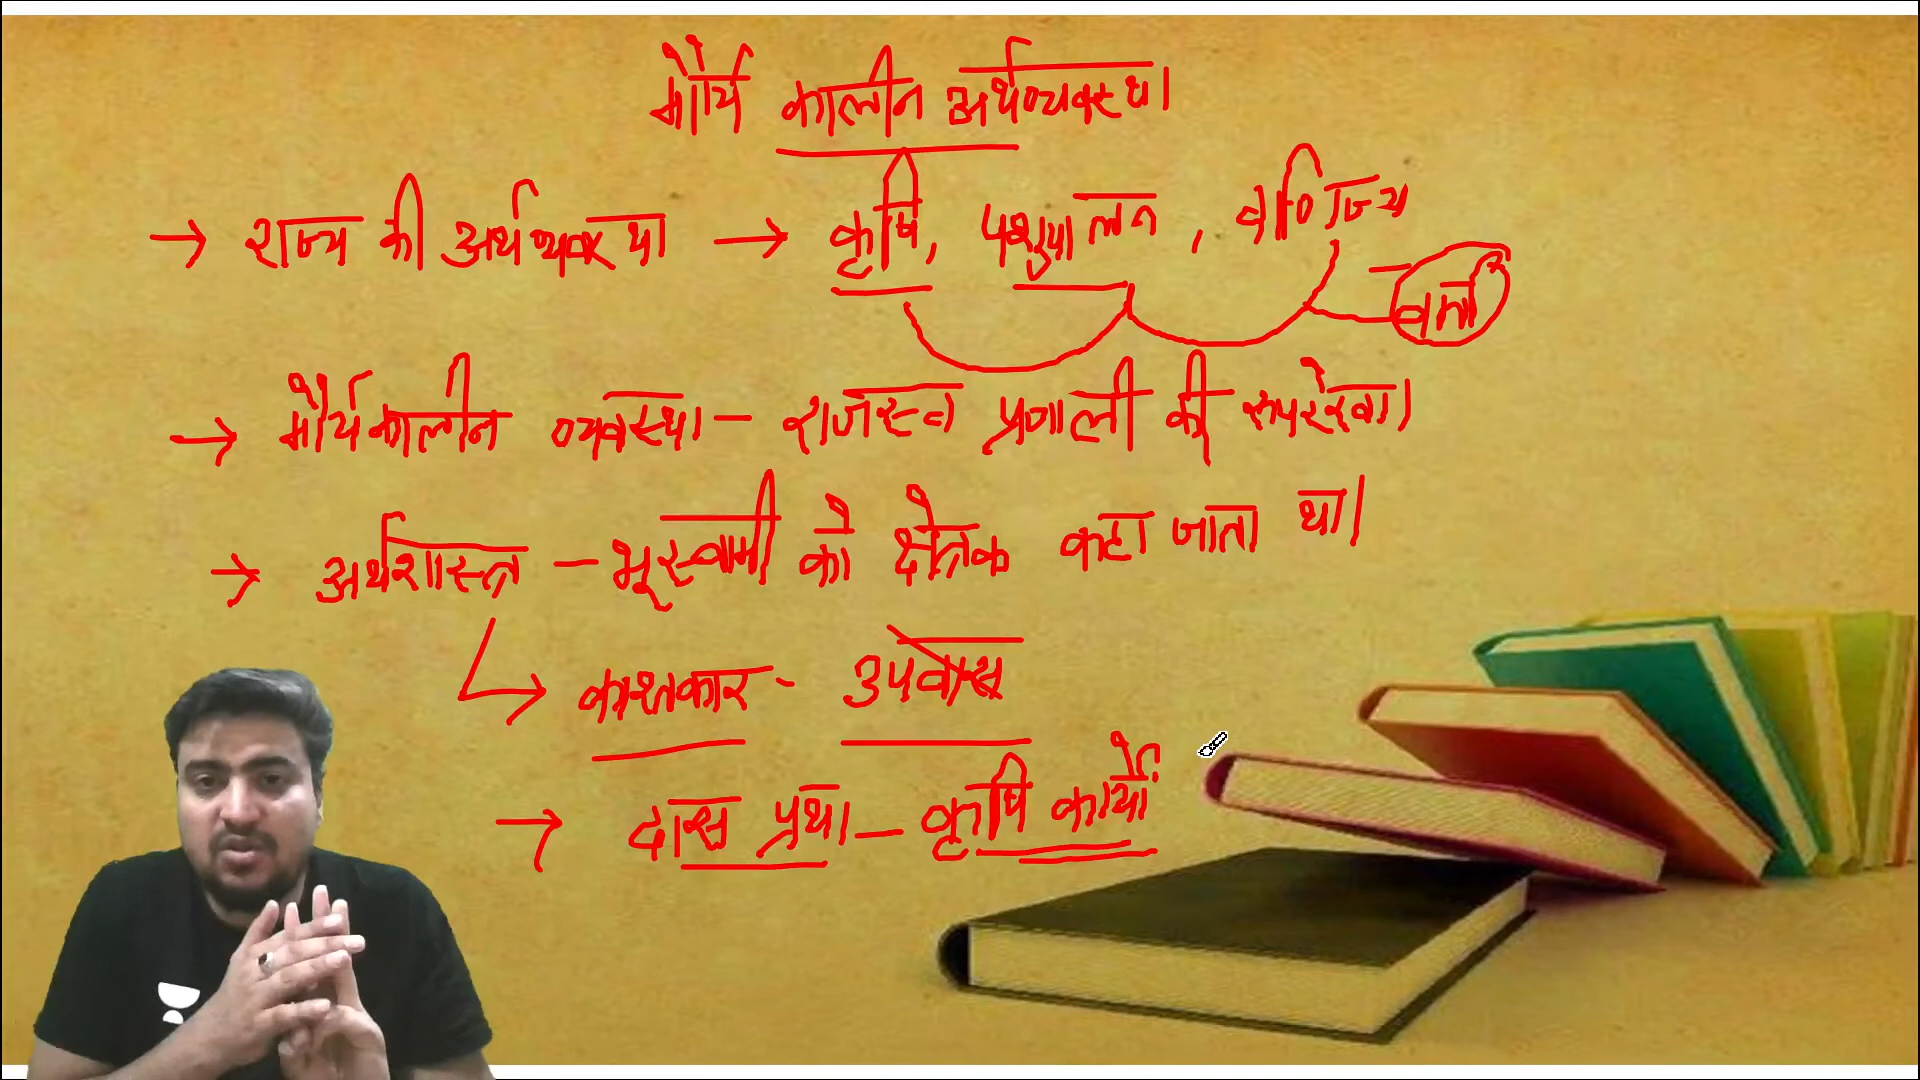 मौर्य कालीन अर्थव्यवस्था
→ राज्य की अर्थव्यवस्था → कृषि, पशुपालन, वाणिज्य
वार्ता
→ मौर्यकालीन व्यवस्था - राजस्व प्रणाली की रूपरेखा।
→ अर्थशास्त्र - भूस्वामी को क्षेत्रक कहा जाता था।
→ काश्तकार - उपवास
→ दास प्रथा - कृषि कार्यों